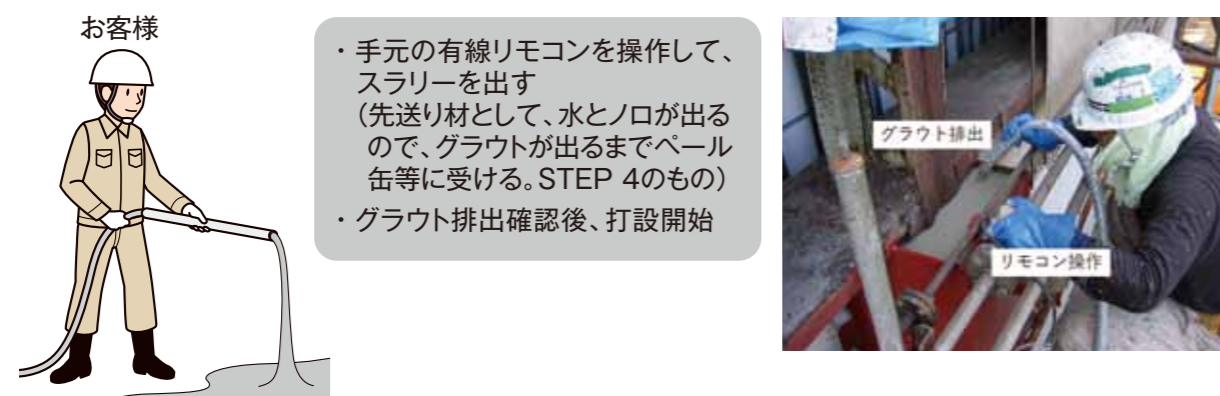 お客様
・手元の有線リモコンを操作して、
スラリーを出す
（先送り材として、水とノロが出る
ので、グラウトが出るまでペール
缶等に受ける。STEP 4のもの）
・グラウト排出確認後、打設開始
グラウト排出
リモコン操作